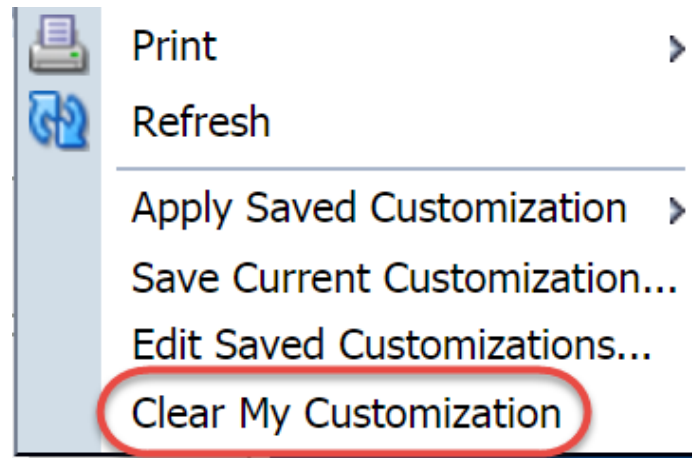 Print
Refresh
Apply Saved Customization
Save Current Customization...
Edit Saved Customizations...
Clear My Customization